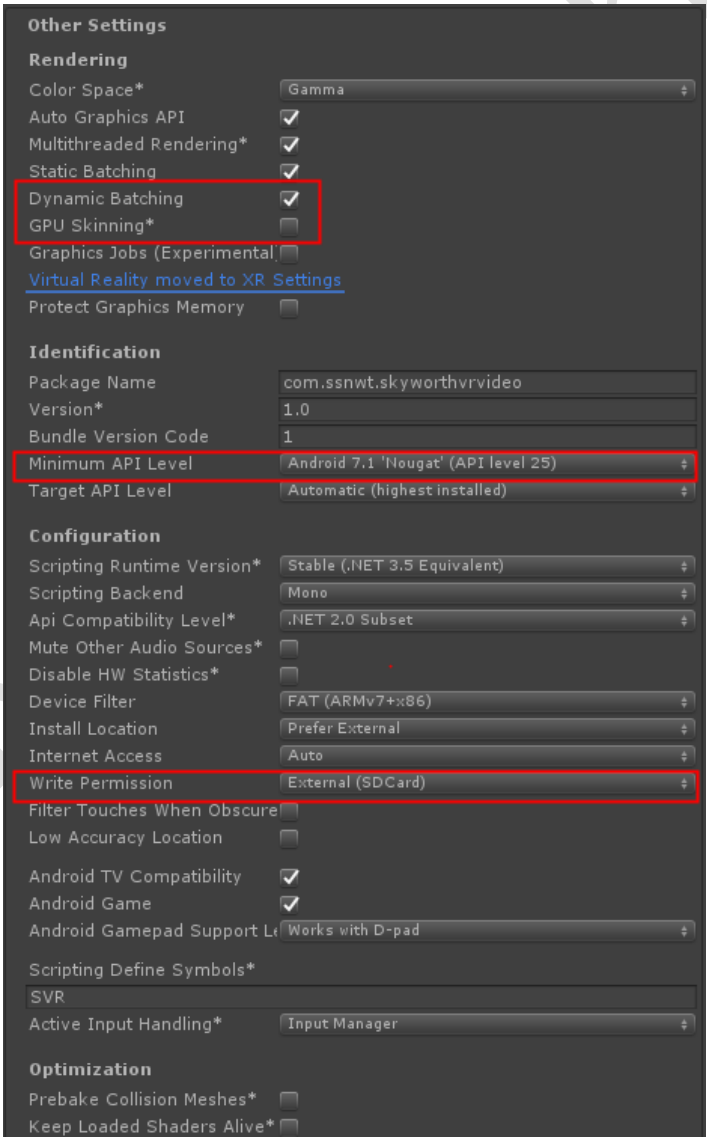 Other Settings
Rendering
Color Space* Gamma
Auto Graphics API
Multithreaded Rendering*
Static Batching
Dynamic Batching
GPU Skinning*
Graphics Jobs (Experimental)
Virtual Reality moved to XR Settings
Protect Graphics Memory
Identification
Package Name com.ssnwt.skyworthvrvideo
Version* 1.0
Bundle Version Code 1
Minimum API Level Android 7.1 'Nougat' (API level 25)
Target API Level Automatic (highest installed)
Configuration
Scripting Runtime Version* Stable (.NET 3.5 Equivalent)
Scripting Backend Mono
Api Compatibility Level* .NET 2.0 Subset
Mute Other Audio Sources*
Disable HW Statistics*
Device Filter FAT (ARMv7+x86)
Install Location Prefer External
Internet Access Auto
Write Permission External (SDCard)
Filter Touches When Obscure
Low Accuracy Location
Android TV Compatibility
Android Game
Android Gamepad Support Le Works with D-pad
Scripting Define Symbols*
SVR
Active Input Handling* Input Manager
Optimization
Prebake Collision Meshes*
Keep Loaded Shaders Alive*